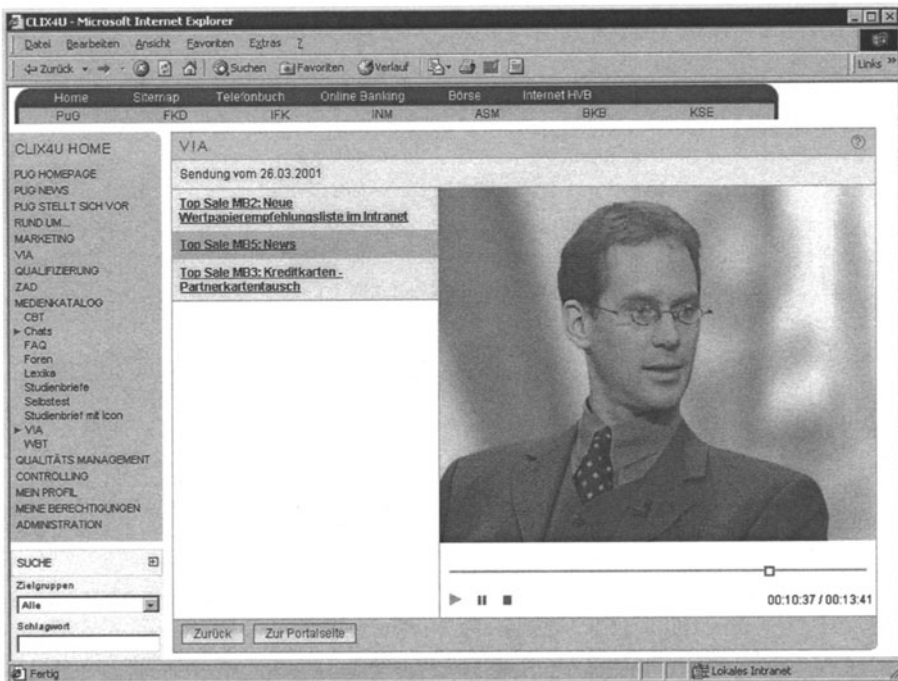 CLIX4U - Microsoft Internet Explorer
Datei Bearbeiten Ansicht Favoriten Extras ?
Zurück Suchen Favoriten Verlauf Links »
Home Sitemap Telefonbuch Online Banking Börse Internet HVB
PuG FKD IFK INM ASM BKB KSE
CLIX4U HOME
PUG HOMEPAGE
PUG NEWS
PUG STELLT SICH VOR
RUND UM...
MARKETING
VIA
QUALIFIZIERUNG
ZAD
MEDIENKATALOG
CBT
Chats
FAQ
Foren
Lexika
Studienbriefe
Selbstest
Studienbrief mit Icon
VIA
WBT
QUALITÄTS MANAGEMENT
CONTROLLING
MEIN PROFIL
MEINE BERECHTIGUNGEN
ADMINISTRATION
SUCHE
Zielgruppen
Alle
Schlagwort
VIA ?
Sendung vom 26.03.2001
Top Sale MB2: Neue
Wertpapierempfehlungsliste im Intranet
Top Sale MB5: News
Top Sale MB3: Kreditkarten -
Partnerkartentausch
00:10:37 / 00:13:41
Zurück Zur Portalseite
Fertig Lokales Intranet